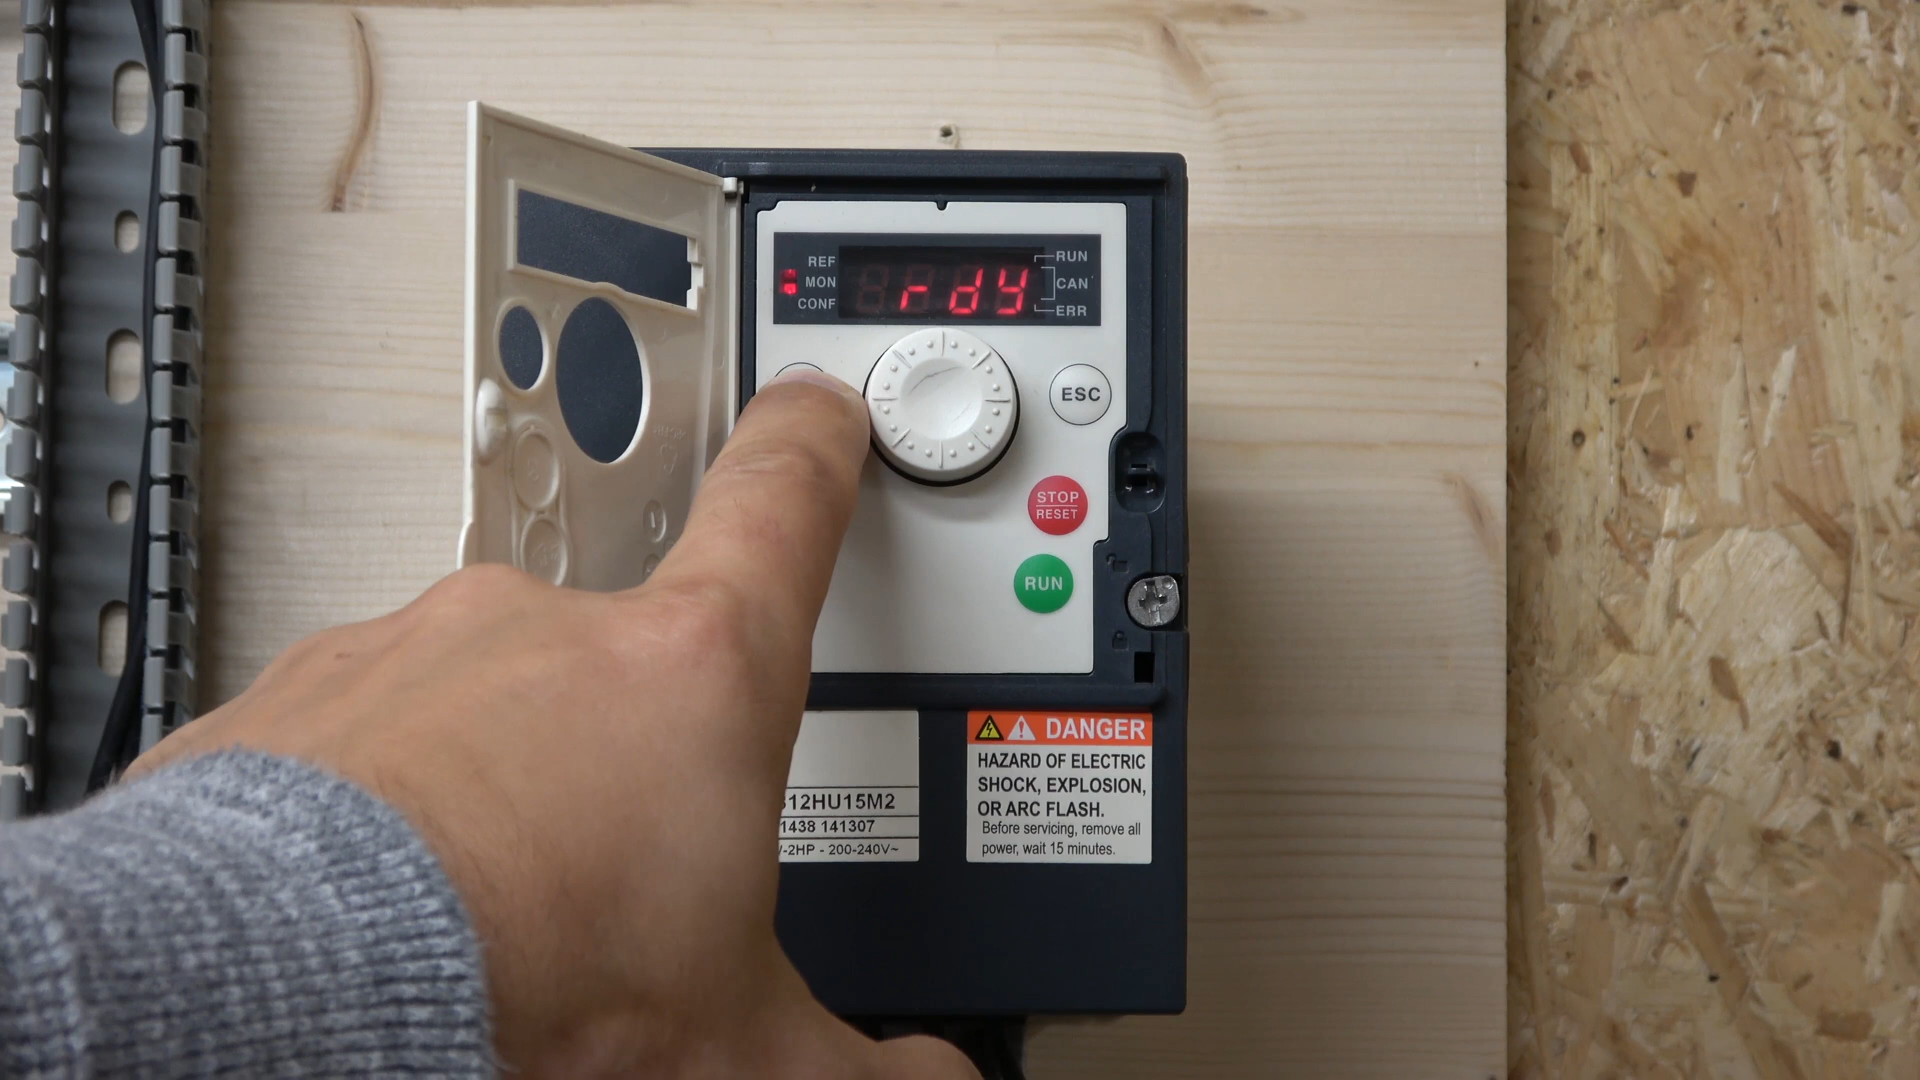 REF
MON
CONF
rdY
RUN
CAN
ERR
ESC
STOP
RESET
RUN
DANGER
HAZARD OF ELECTRIC
SHOCK, EXPLOSION,
OR ARC FLASH.
Before servicing, remove all
power, wait 15 minutes.
12HU15M2
1438 141307
-2HP - 200-240V~